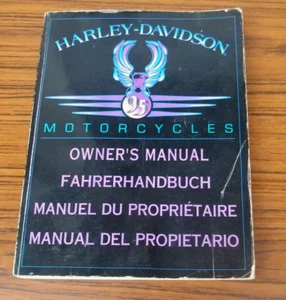 HARLEY-DAVIDSON
95
MOTORCYCLES
OWNER'S MANUAL
FAHRERHANDBUCH
MANUEL DU PROPRIÉTAIRE
MANUAL DEL PROPIETARIO